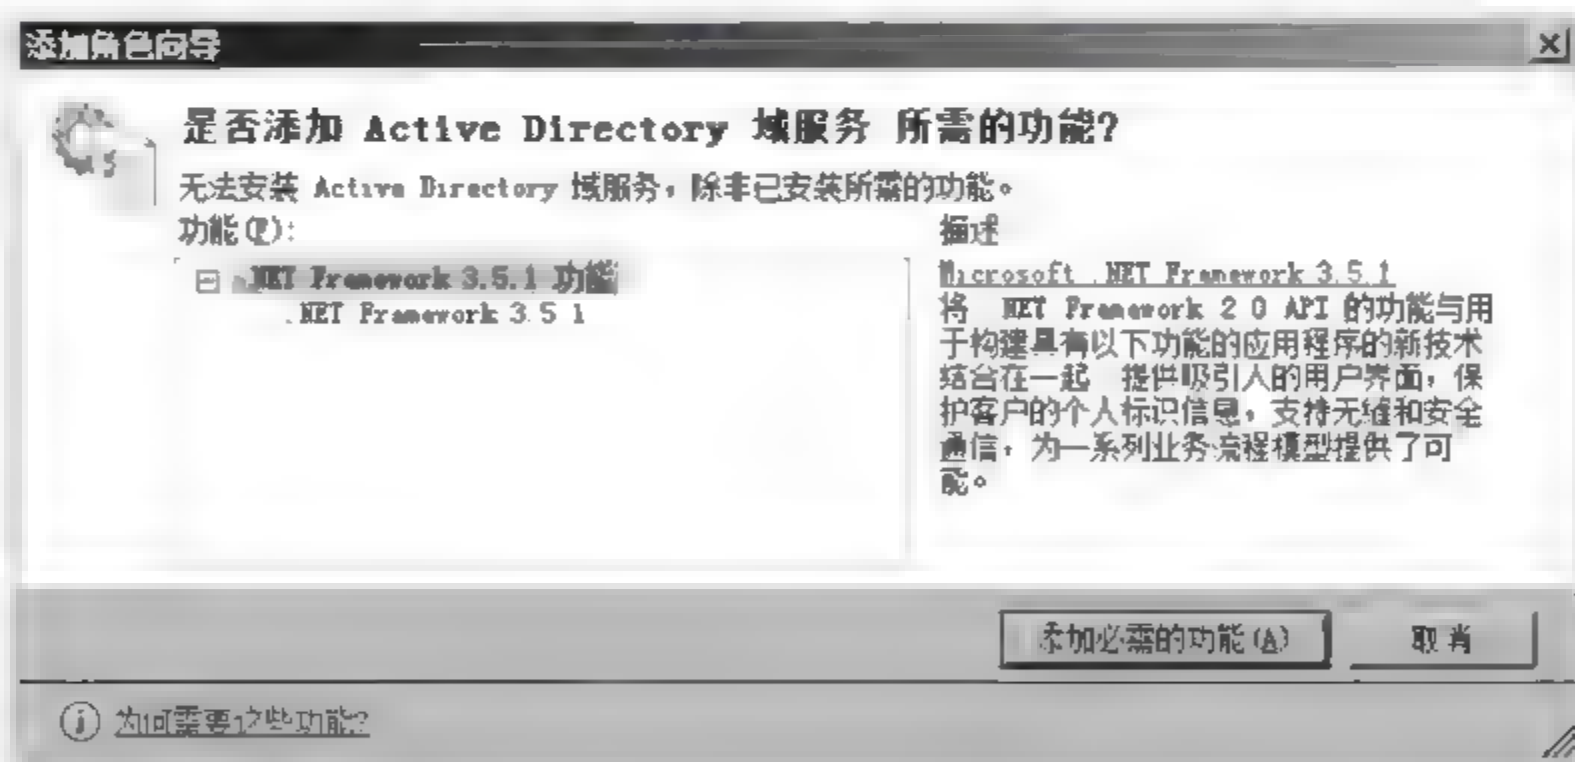 添加角色向导
是否添加 Active Directory 域服务 所需的功能?
无法安装 Active Directory 域服务，除非已安装所需的功能。
功能(F):
描述
.NET Framework 3.5.1 功能
.NET Framework 3.5.1
Microsoft .NET Framework 3.5.1
将 .NET Framework 2.0 API 的功能与用
于构建具有以下功能的应用程序的新技术
结合在一起 提供吸引人的用户界面，保
护客户的个人标识信息，支持无缝和安全
通信，为一系列业务流程模型提供了可
能。
添加必需的功能(A)
取消
为何需要这些功能?